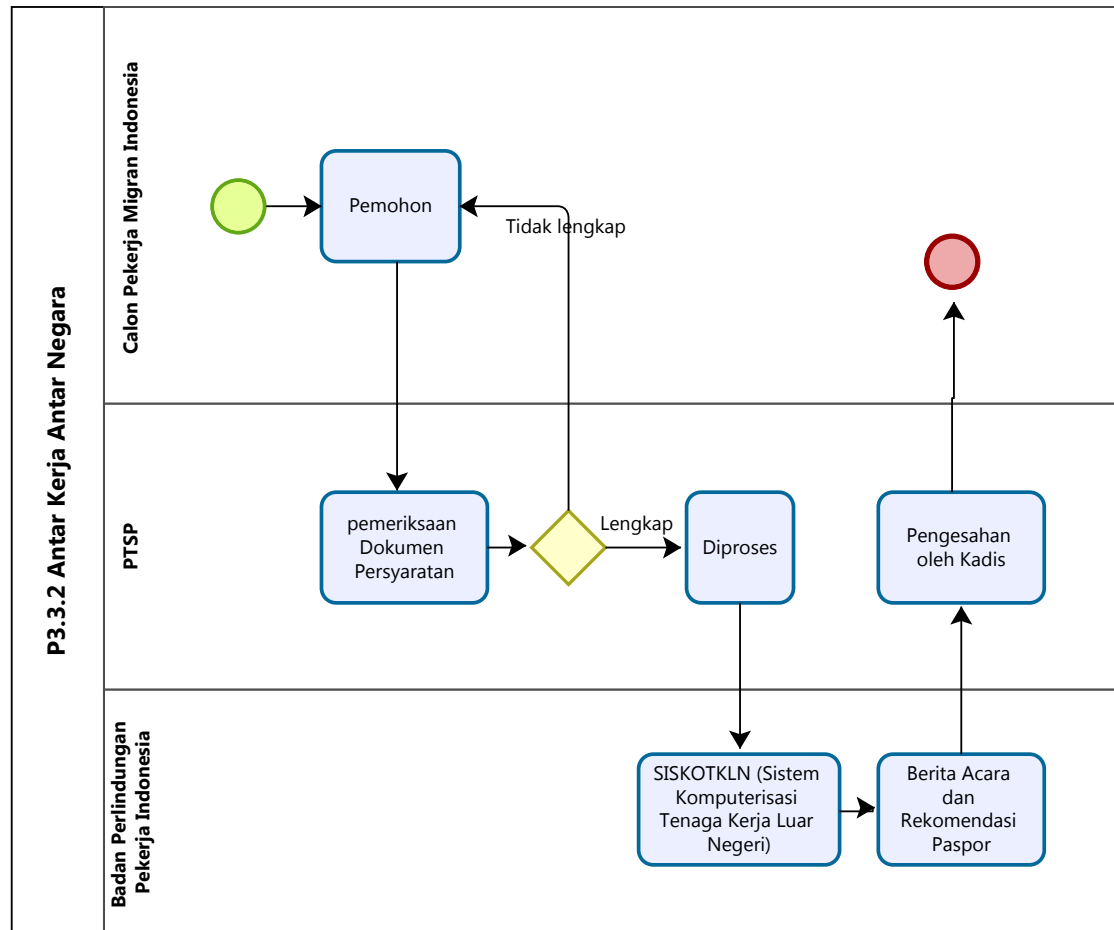 P3.3.2 Antar Kerja Antar Negara
Calon Pekerja Migran Indonesia
Pemohon
Tidak lengkap
PTSP
pemeriksaan
Dokumen
Persyaratan
Lengkap
Diproses
Pengesahan
oleh Kadis
Badan Perlindungan
Pekerja Indonesia
SISKOTKLN (Sistem
Komputerisasi
Tenaga Kerja Luar
Negeri)
Berita Acara
dan
Rekomendasi
Paspor